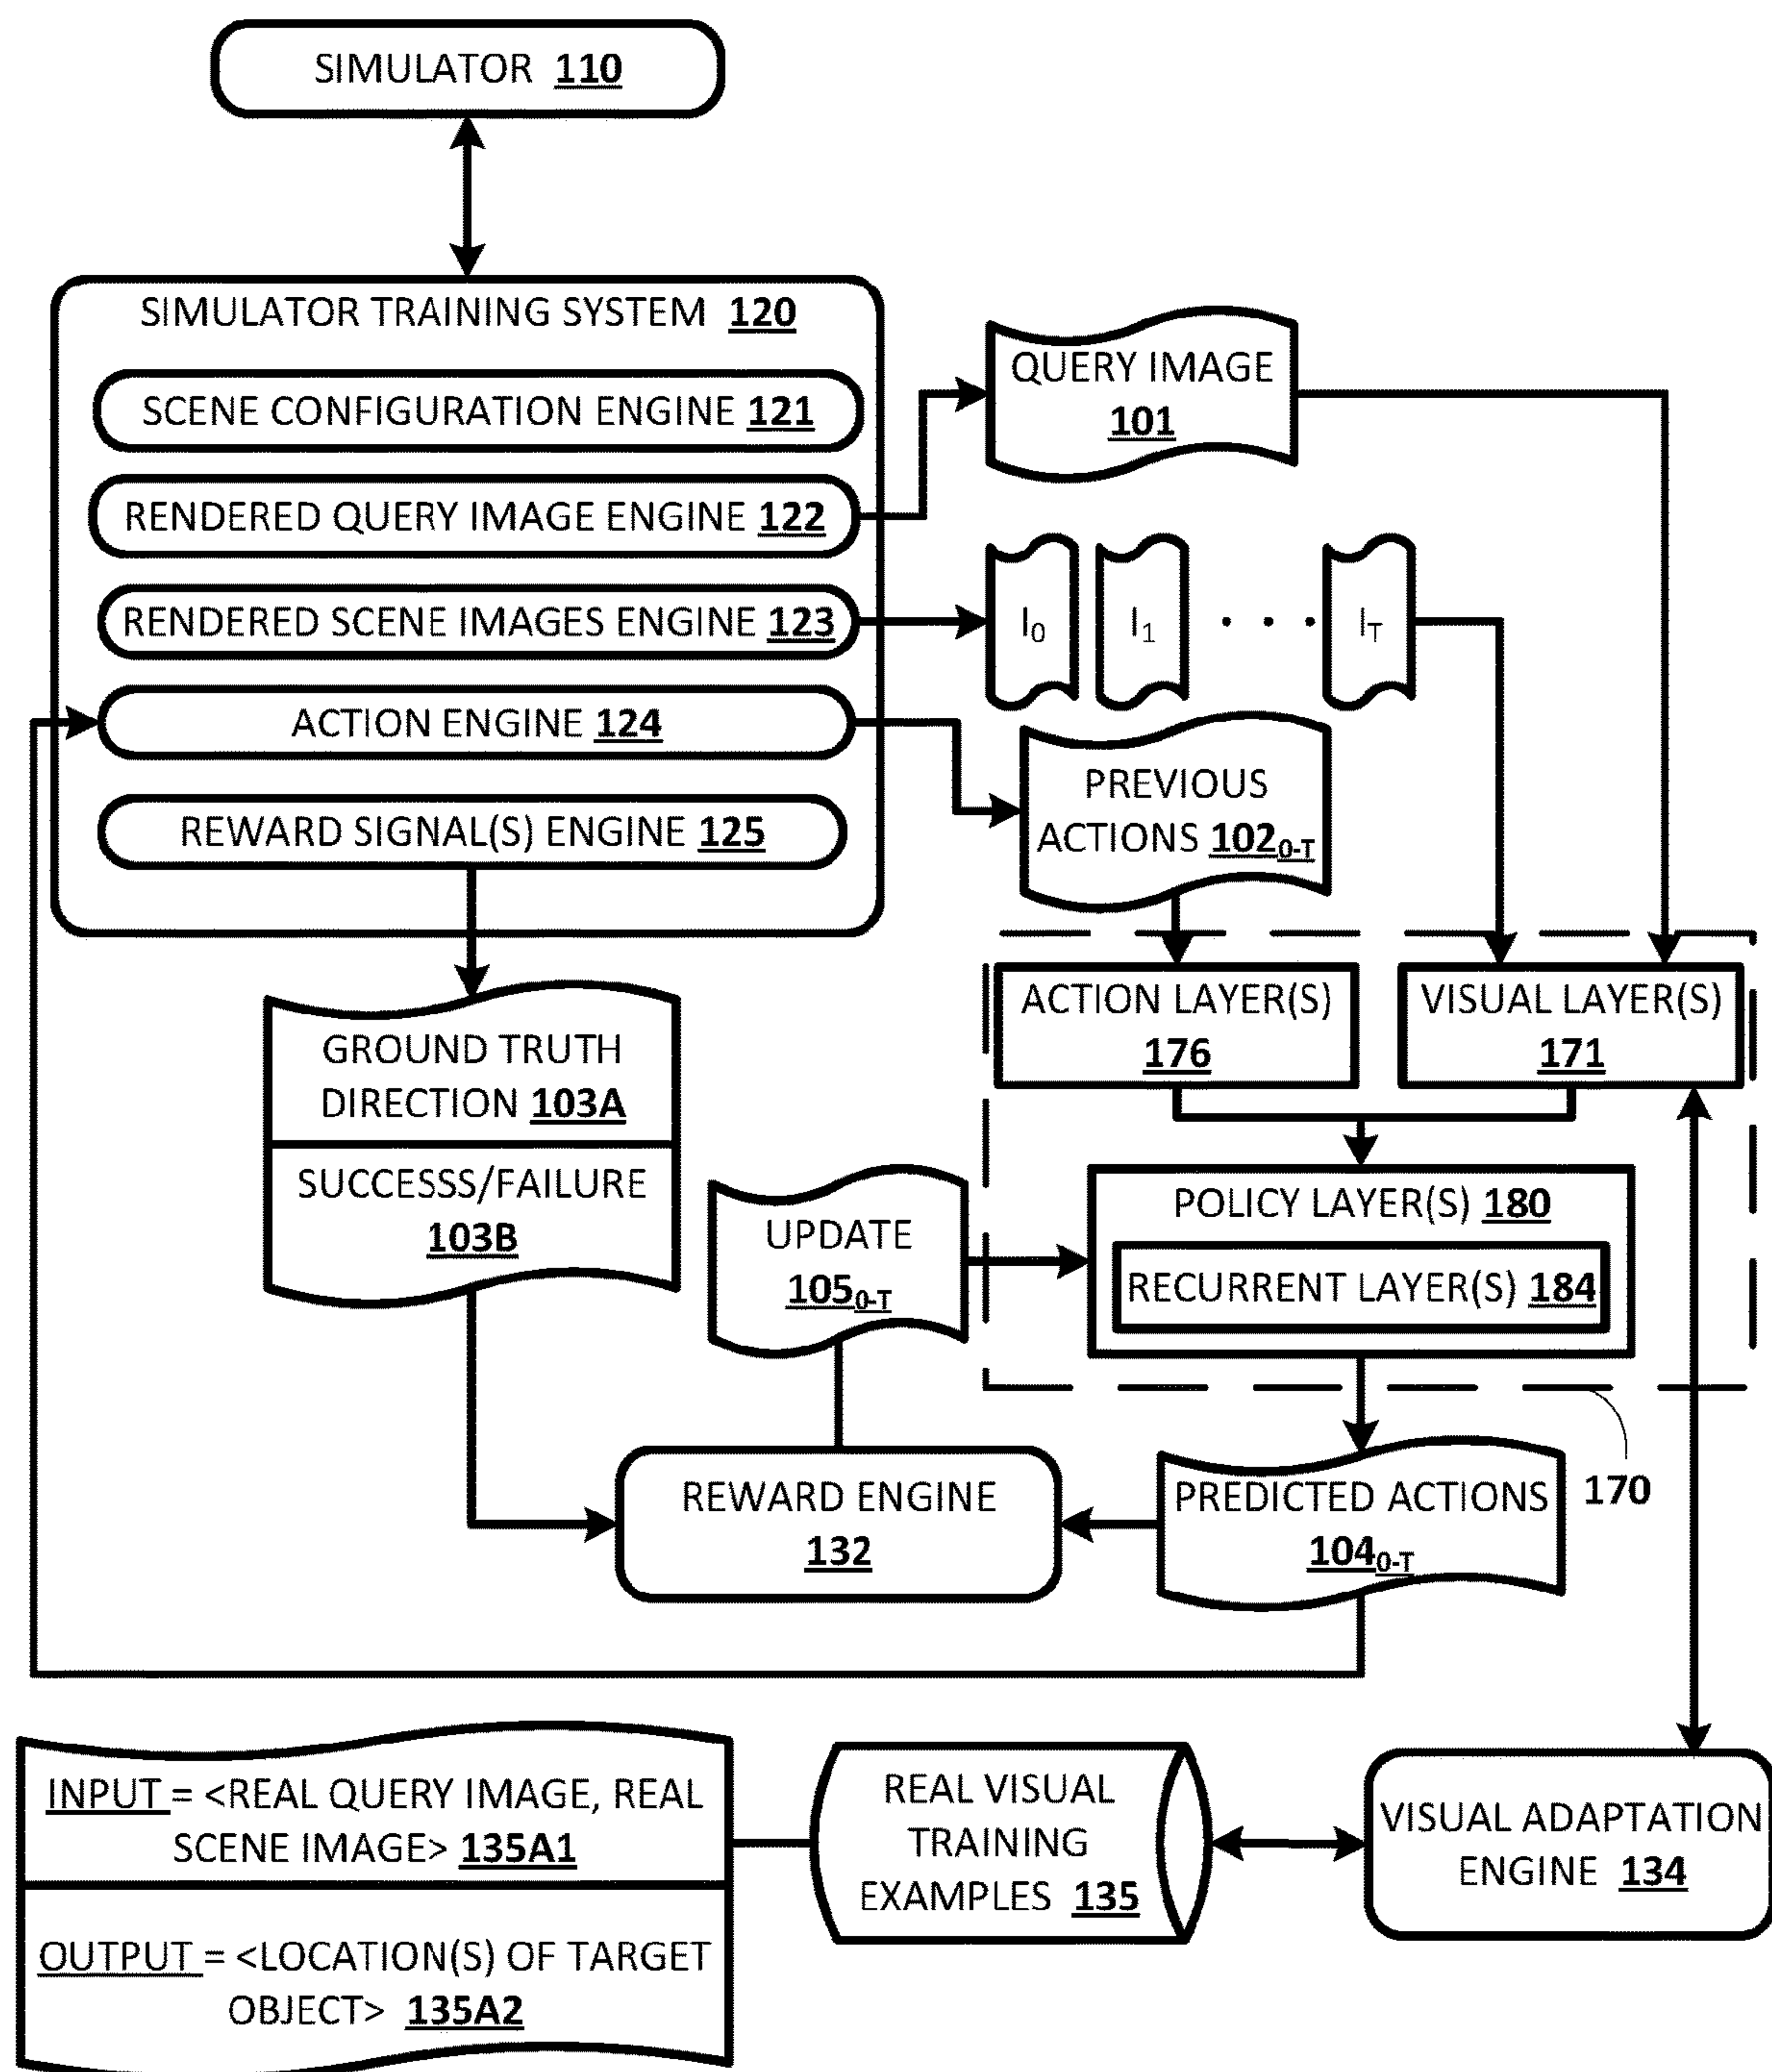 SIMULATOR 110
SIMULATOR TRAINING SYSTEM 120
SCENE CONFIGURATION ENGINE 121
RENDERED QUERY IMAGE ENGINE 122
RENDERED SCENE IMAGES ENGINE 123
ACTION ENGINE 124
REWARD SIGNAL(S) ENGINE 125
QUERY IMAGE
101
I0 I1 . . . IT
PREVIOUS
ACTIONS 1020-T
ACTION LAYER(S)
176
VISUAL LAYER(S)
171
GROUND TRUTH
DIRECTION 103A
SUCCESSS/FAILURE
103B
UPDATE
1050-T
POLICY LAYER(S) 180
RECURRENT LAYER(S) 184
REWARD ENGINE
132
PREDICTED ACTIONS
1040-T
170
INPUT = <REAL QUERY IMAGE, REAL
SCENE IMAGE> 135A1
OUTPUT = <LOCATION(S) OF TARGET
OBJECT> 135A2
REAL VISUAL
TRAINING
EXAMPLES 135
VISUAL ADAPTATION
ENGINE 134